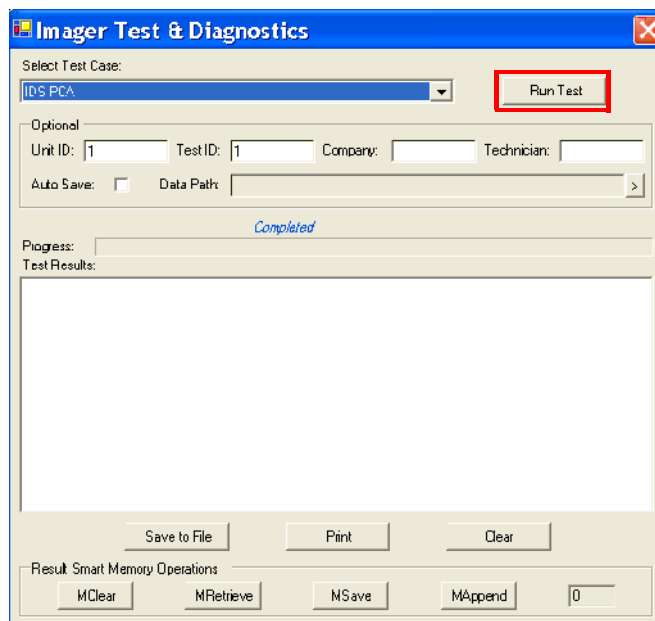 Imager Test & Diagnostics
Select Test Case:
IDS PCA
Run Test
Optional
Unit ID: 1 Test ID: 1 Company: Technician:
Auto Save: Data Path: >
Completed
Progress:
Test Results:
Save to File Print Clear
Result Smart Memory Operations
MClear MRetrieve MSave MAppend 0